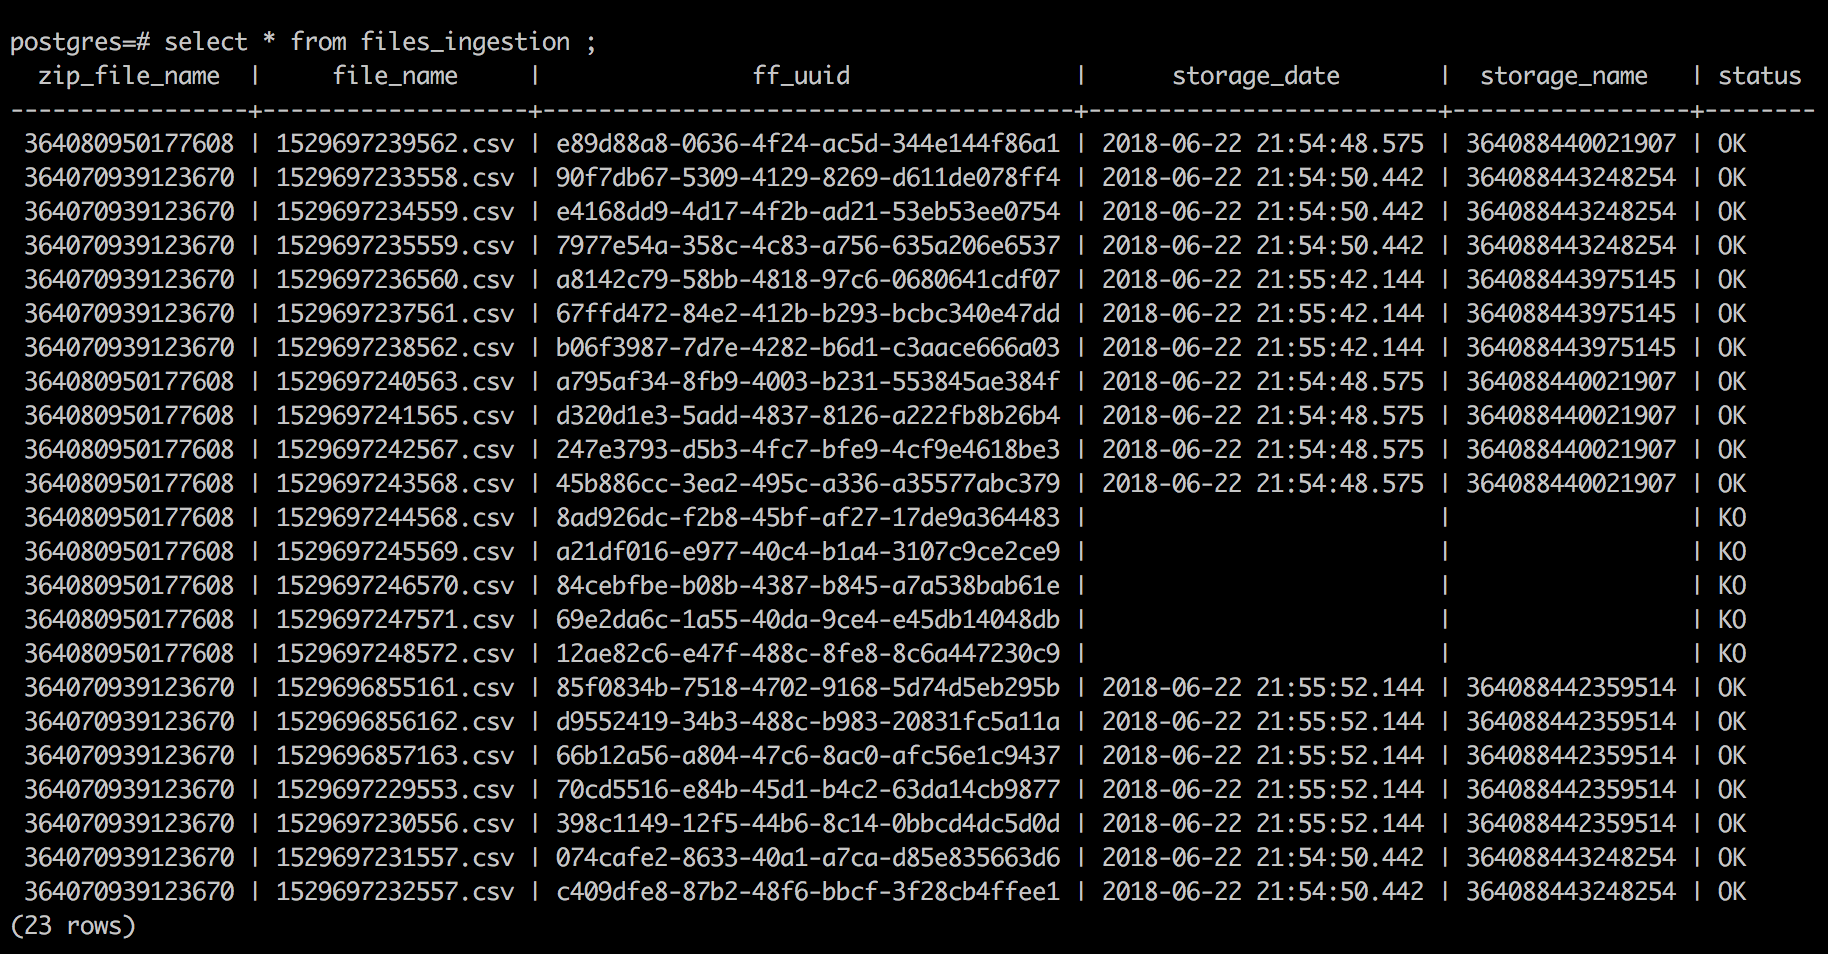 postgres=# select * from files_ingestion ;
  zip_file_name  |     file_name     |               ff_uuid                |      storage_date       |  storage_name   | status
-----------------+-------------------+--------------------------------------+-------------------------+-----------------+--------
 364080950177608 | 1529697239562.csv | e89d88a8-0636-4f24-ac5d-344e144f86a1 | 2018-06-22 21:54:48.575 | 364088440021907 | OK
 364070939123670 | 1529697233558.csv | 90f7db67-5309-4129-8269-d611de078ff4 | 2018-06-22 21:54:50.442 | 364088443248254 | OK
 364070939123670 | 1529697234559.csv | e4168dd9-4d17-4f2b-ad21-53eb53ee0754 | 2018-06-22 21:54:50.442 | 364088443248254 | OK
 364070939123670 | 1529697235559.csv | 7977e54a-358c-4c83-a756-635a206e6537 | 2018-06-22 21:54:50.442 | 364088443248254 | OK
 364070939123670 | 1529697236560.csv | a8142c79-58bb-4818-97c6-0680641cdf07 | 2018-06-22 21:55:42.144 | 364088443975145 | OK
 364070939123670 | 1529697237561.csv | 67ffd472-84e2-412b-b293-bcbc340e47dd | 2018-06-22 21:55:42.144 | 364088443975145 | OK
 364070939123670 | 1529697238562.csv | b06f3987-7d7e-4282-b6d1-c3aace666a03 | 2018-06-22 21:55:42.144 | 364088443975145 | OK
 364080950177608 | 1529697240563.csv | a795af34-8fb9-4003-b231-553845ae384f | 2018-06-22 21:54:48.575 | 364088440021907 | OK
 364080950177608 | 1529697241565.csv | d320d1e3-5add-4837-8126-a222fb8b26b4 | 2018-06-22 21:54:48.575 | 364088440021907 | OK
 364080950177608 | 1529697242567.csv | 247e3793-d5b3-4fc7-bfe9-4cf9e4618be3 | 2018-06-22 21:54:48.575 | 364088440021907 | OK
 364080950177608 | 1529697243568.csv | 45b886cc-3ea2-495c-a336-a35577abc379 | 2018-06-22 21:54:48.575 | 364088440021907 | OK
 364080950177608 | 1529697244568.csv | 8ad926dc-f2b8-45bf-af27-17de9a364483 |                         |                 | KO
 364080950177608 | 1529697245569.csv | a21df016-e977-40c4-b1a4-3107c9ce2ce9 |                         |                 | KO
 364080950177608 | 1529697246570.csv | 84cebfbe-b08b-4387-b845-a7a538bab61e |                         |                 | KO
 364080950177608 | 1529697247571.csv | 69e2da6c-1a55-40da-9ce4-e45db14048db |                         |                 | KO
 364080950177608 | 1529697248572.csv | 12ae82c6-e47f-488c-8fe8-8c6a447230c9 |                         |                 | KO
 364070939123670 | 1529696855161.csv | 85f0834b-7518-4702-9168-5d74d5eb295b | 2018-06-22 21:55:52.144 | 364088442359514 | OK
 364070939123670 | 1529696856162.csv | d9552419-34b3-488c-b983-20831fc5a11a | 2018-06-22 21:55:52.144 | 364088442359514 | OK
 364070939123670 | 1529696857163.csv | 66b12a56-a804-47c6-8ac0-afc56e1c9437 | 2018-06-22 21:55:52.144 | 364088442359514 | OK
 364070939123670 | 1529697229553.csv | 70cd5516-e84b-45d1-b4c2-63da14cb9877 | 2018-06-22 21:55:52.144 | 364088442359514 | OK
 364070939123670 | 1529697230556.csv | 398c1149-12f5-44b6-8c14-0bbcd4dc5d0d | 2018-06-22 21:55:52.144 | 364088442359514 | OK
 364070939123670 | 1529697231557.csv | 074cafe2-8633-40a1-a7ca-d85e835663d6 | 2018-06-22 21:54:50.442 | 364088443248254 | OK
 364070939123670 | 1529697232557.csv | c409dfe8-87b2-48f6-bbcf-3f28cb4ffee1 | 2018-06-22 21:54:50.442 | 364088443248254 | OK
(23 rows)